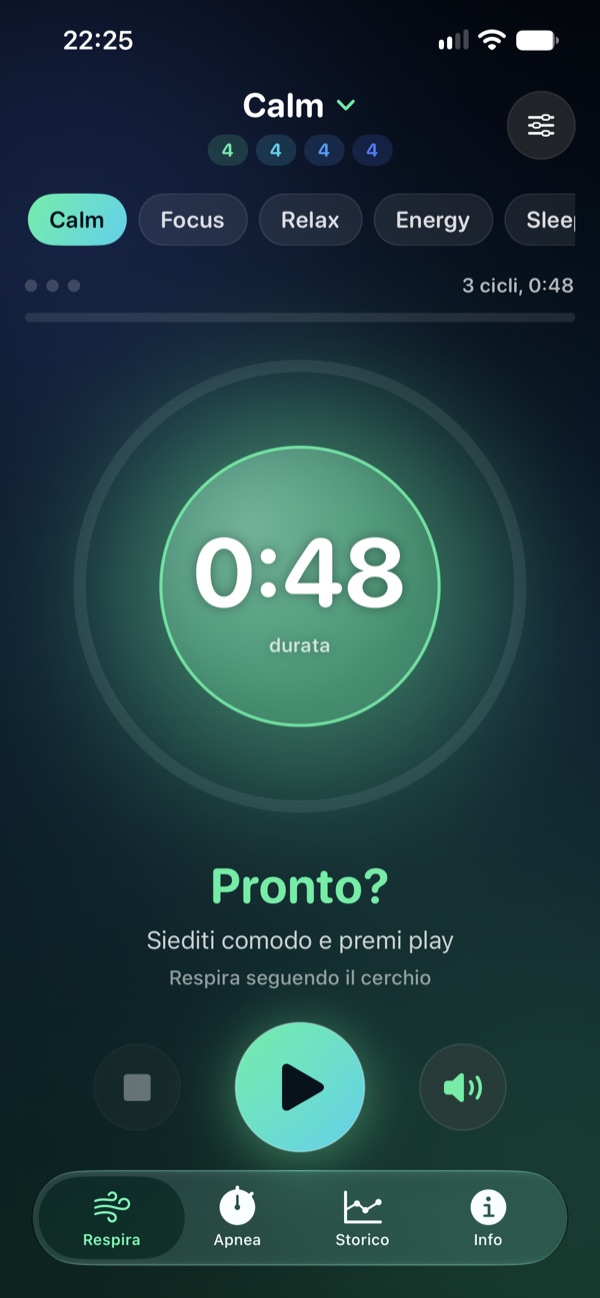 22:25
Calm
4 4 4 4
Calm Focus Relax Energy Sleep
3 cicli, 0:48
0:48
durata
Pronto?
Siediti comodo e premi play
Respira seguendo il cerchio
Respira Apnea Storico Info